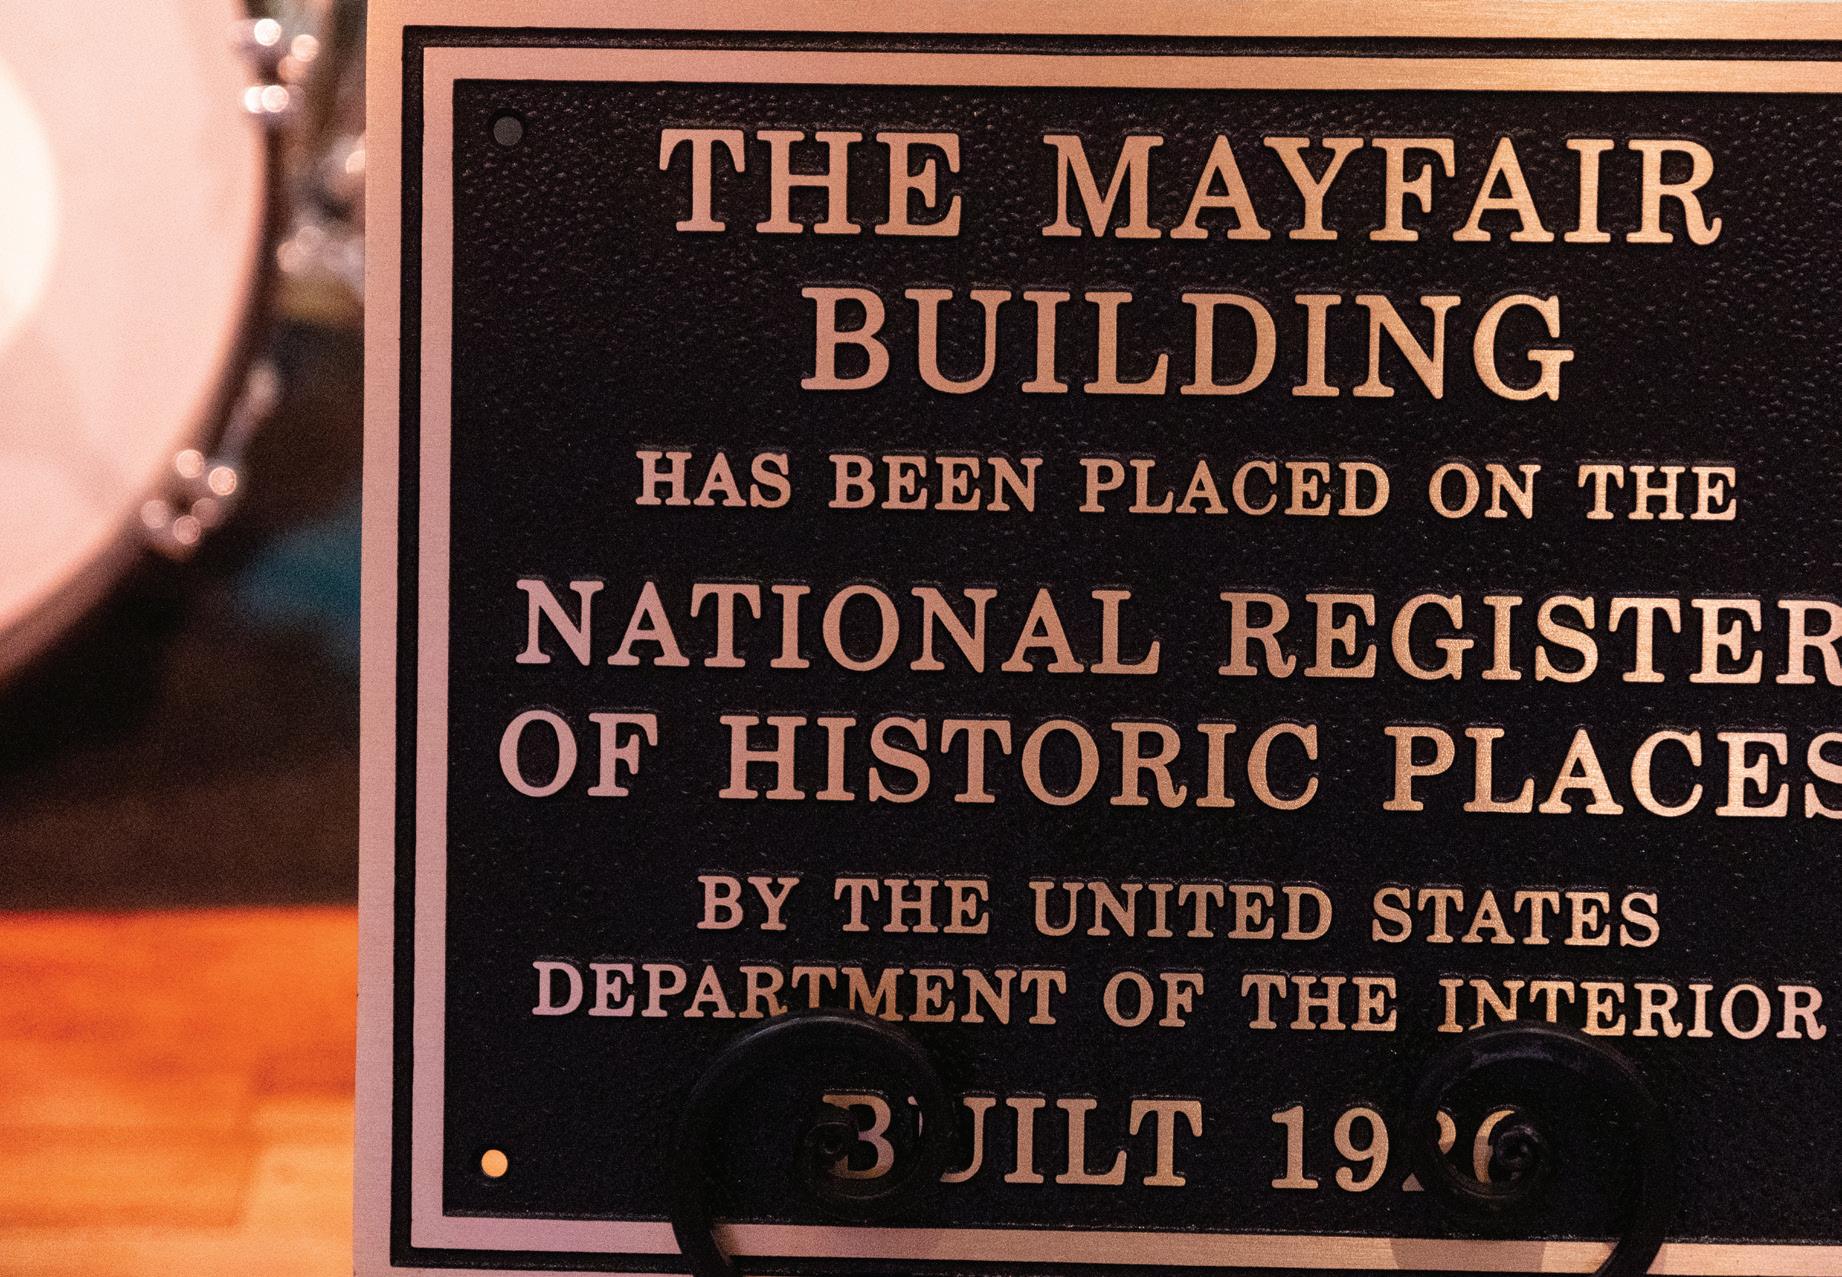 THE MAYFAIR
BUILDING
HAS BEEN PLACED ON THE
NATIONAL REGISTER
OF HISTORIC PLACES
BY THE UNITED STATES
DEPARTMENT OF THE INTERIOR
BUILT